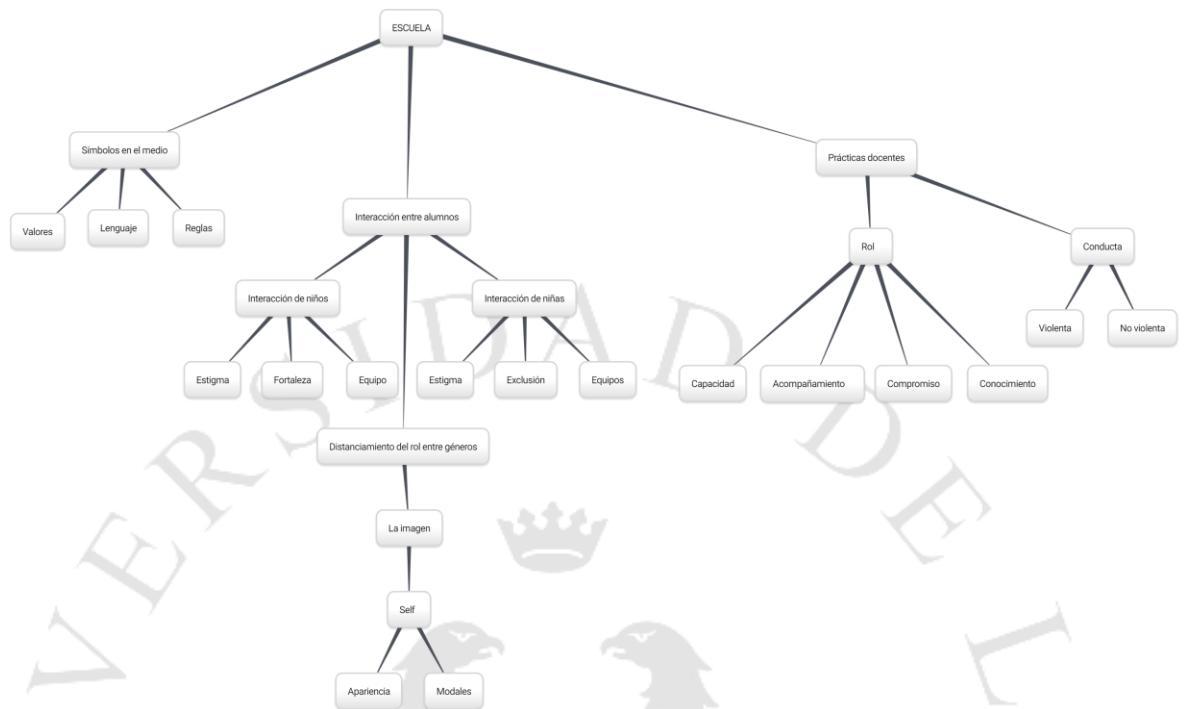 ESCUELA
Símbolos en el medio
Prácticas docentes
Valores
Lenguaje
Reglas
Interacción entre alumnos
Rol
Conducta
Interacción de niños
Interacción de niñas
Violenta
No violenta
Estigma
Fortaleza
Equipo
Estigma
Exclusión
Equipos
Capacidad
Acompañamiento
Compromiso
Conocimiento
Distanciamiento del rol entre géneros
La imagen
Self
Apariencia
Modales
VERSIDAD DE L